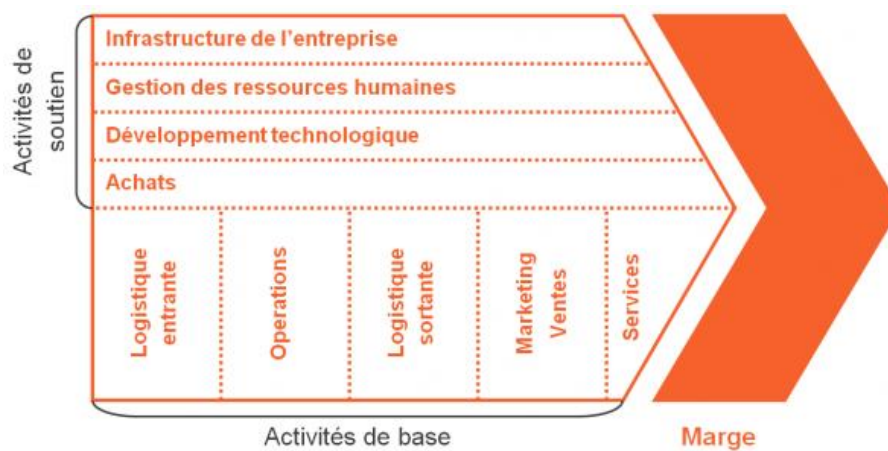 Activités de
soutien
Infrastructure de l'entreprise
Gestion des ressources humaines
Développement technologique
Achats
Logistique
entrante
Operations
Logistique
sortante
Marketing
Ventes
Services
Activités de base
Marge